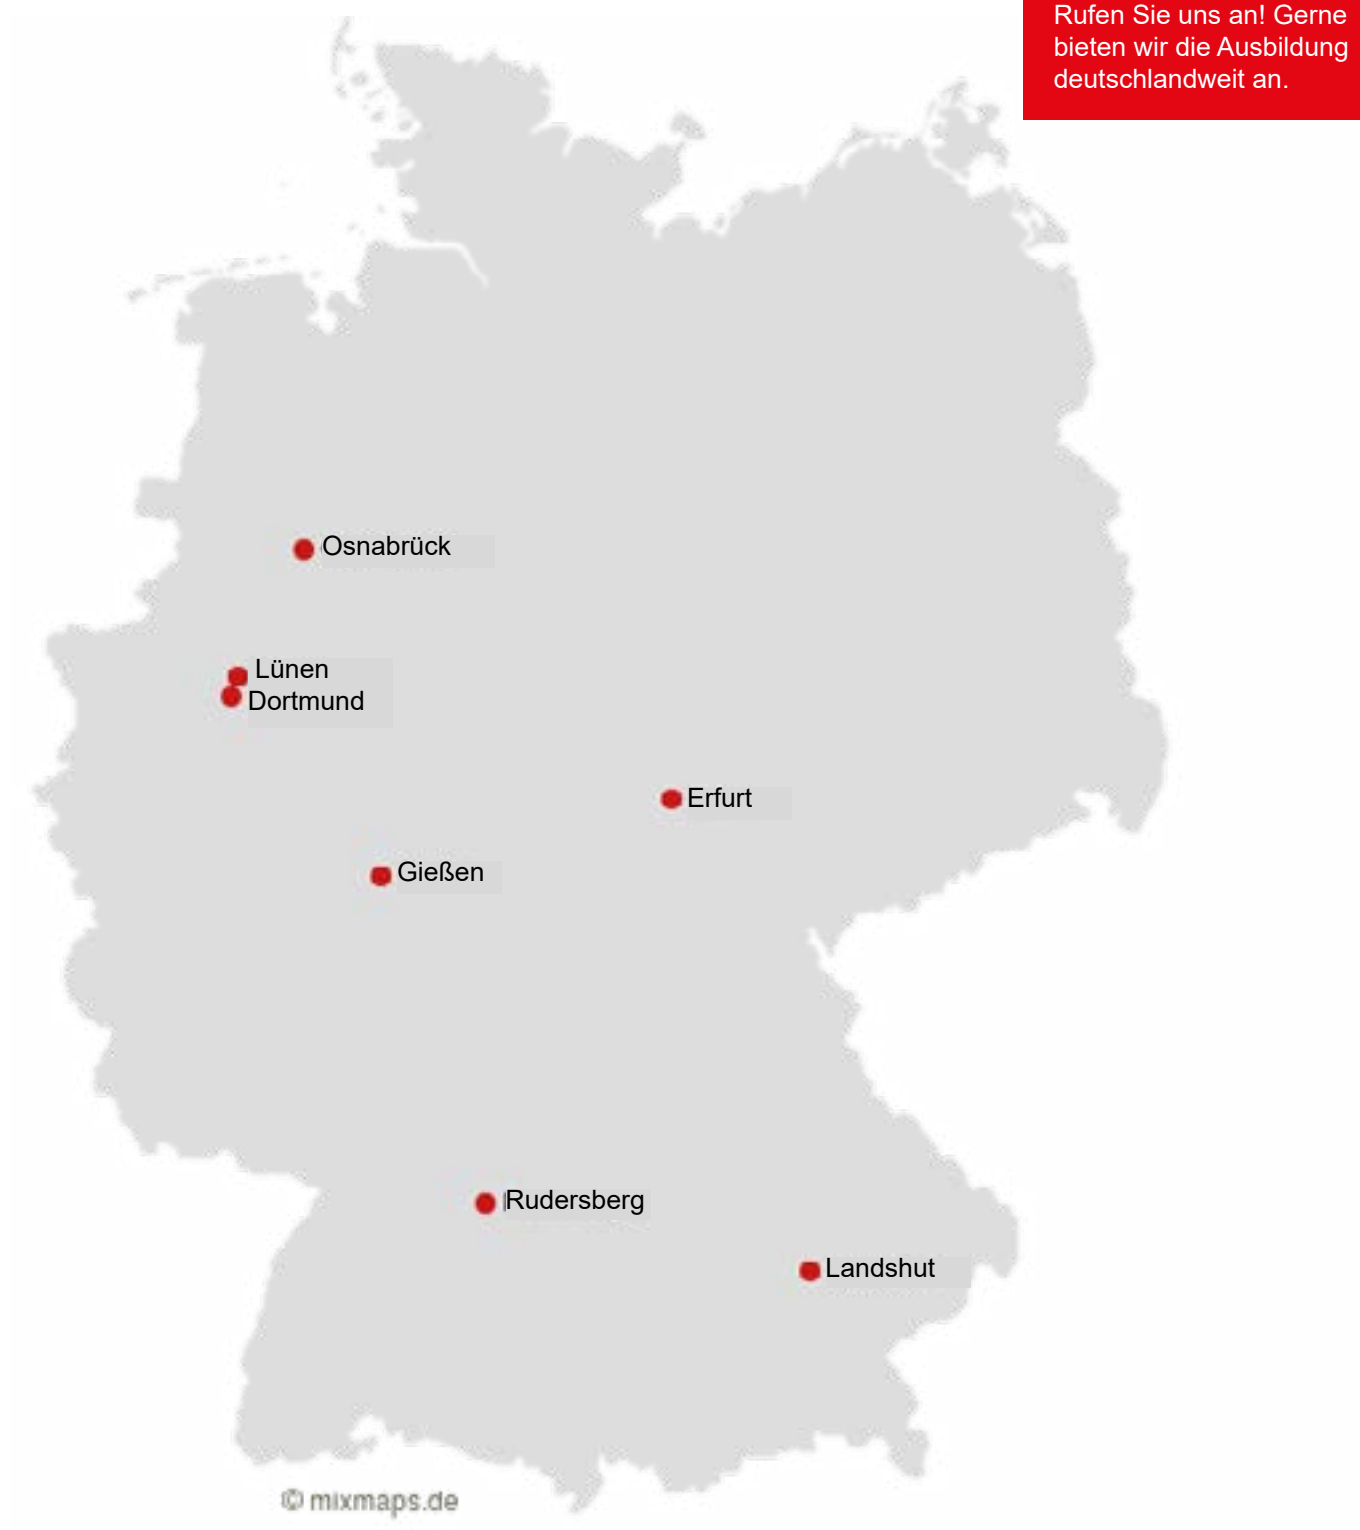 Rufen Sie uns an! Gerne
bieten wir die Ausbildung
deutschlandweit an.
Osnabrück
Lünen
Dortmund
Erfurt
Gießen
Rudersberg
Landshut
© mixmaps.de